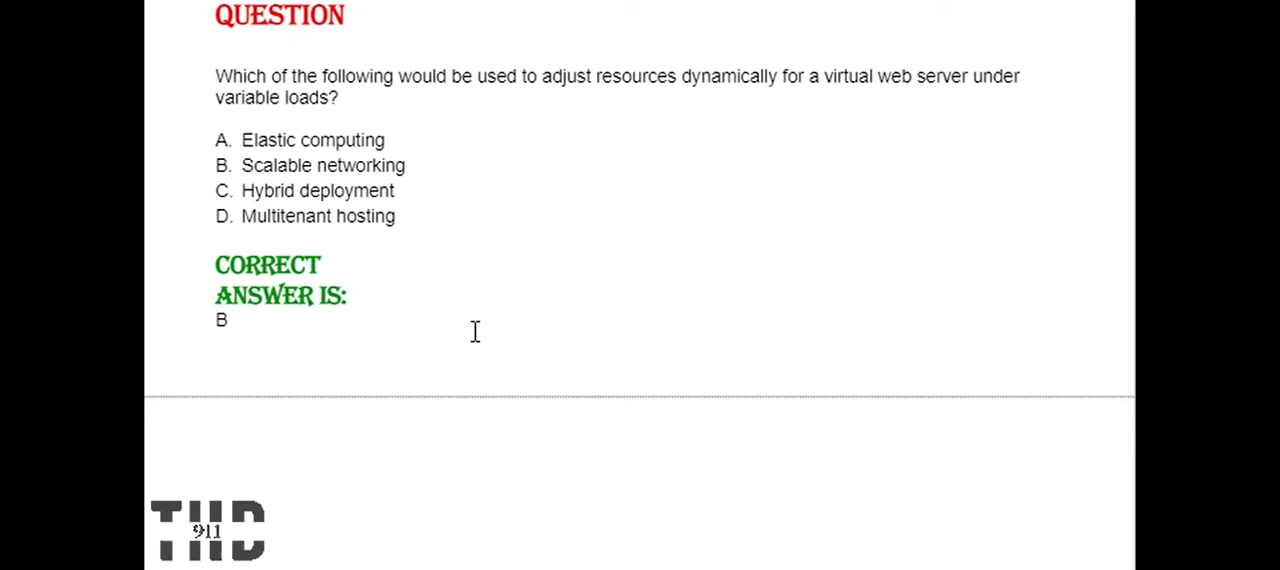 QUESTION
Which of the following would be used to adjust resources dynamically for a virtual web server under
variable loads?
A. Elastic computing
B. Scalable networking
C. Hybrid deployment
D. Multitenant hosting
CORRECT
ANSWER IS:
B
THD
911